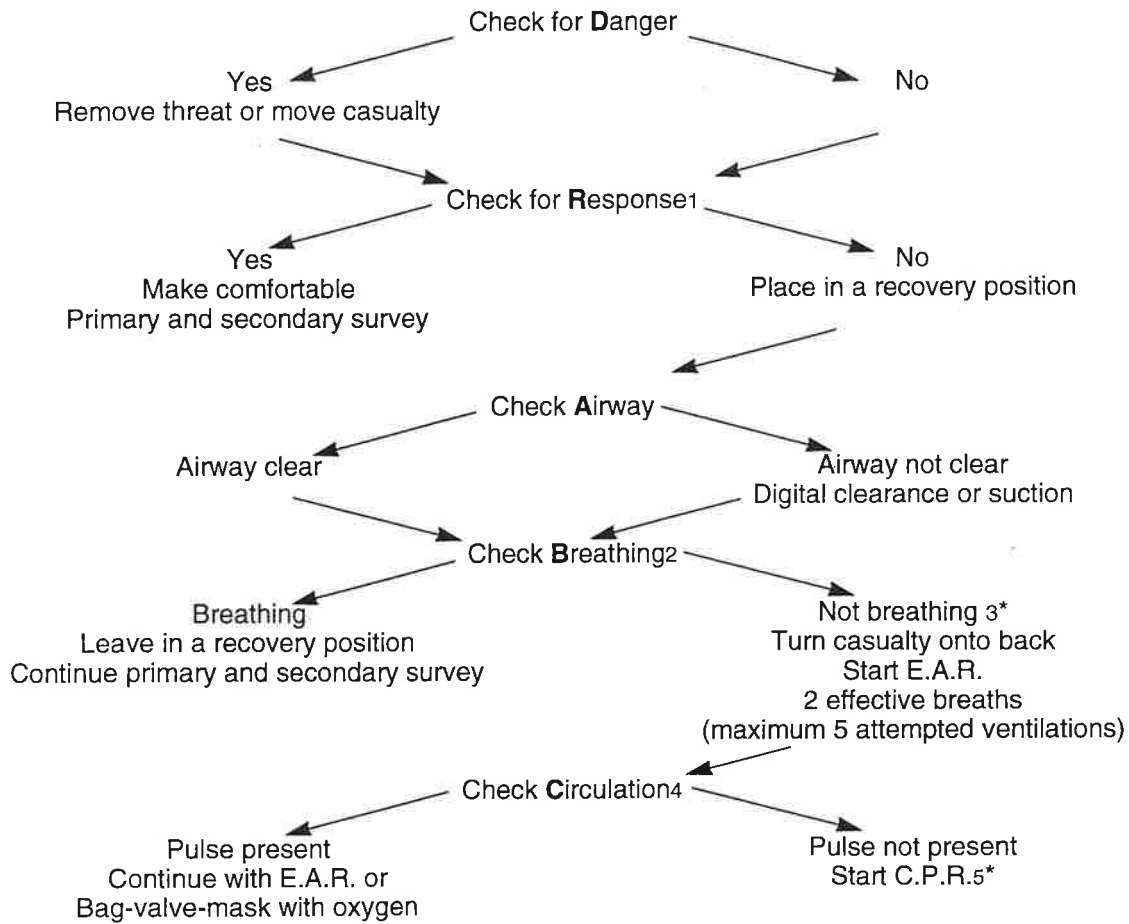 Check for Danger
Yes
Remove threat or move casualty
No
Check for Response1
Yes
Make comfortable
Primary and secondary survey
No
Place in a recovery position
Check Airway
Airway clear
Airway not clear
Digital clearance or suction
Check Breathing2
Breathing
Leave in a recovery position
Continue primary and secondary survey
Not breathing 3*
Turn casualty onto back
Start E.A.R.
2 effective breaths
(maximum 5 attempted ventilations)
Check Circulation4
Pulse present
Continue with E.A.R. or
Bag-valve-mask with oxygen
Pulse not present
Start C.P.R.5*